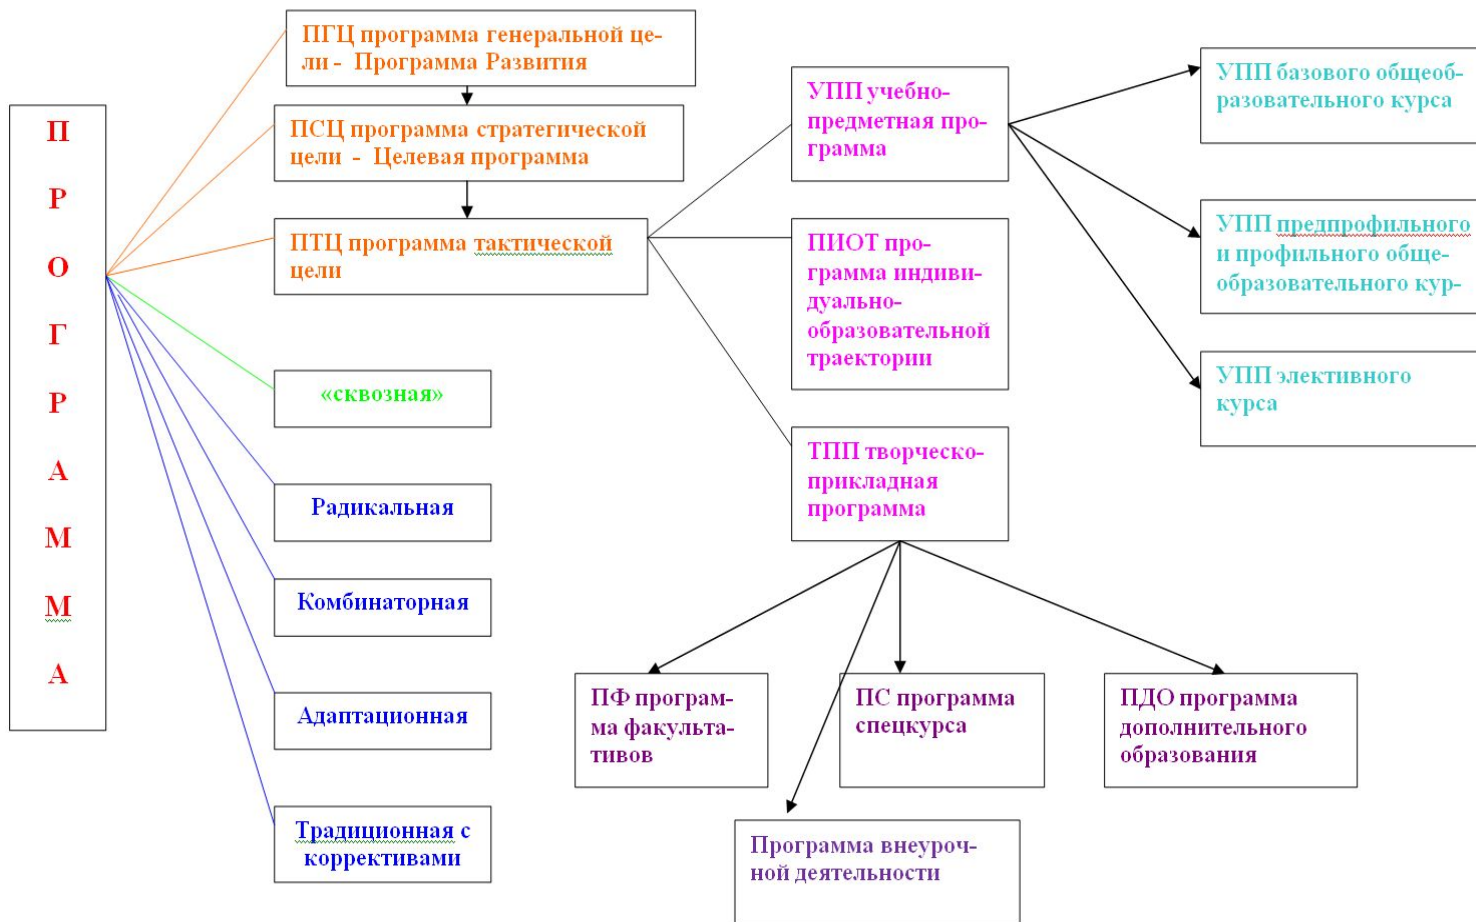 П
Р
О
Г
Р
А
М
М
А
ПГЦ программа генеральной це-
ли - Программа Развития
ПСЦ программа стратегической
цели - Целевая программа
ПТЦ программа тактической
цели
«сквозная»
Радикальная
Комбинаторная
Адаптационная
Традиционная с
коррективами
УПП учебно-
предметная про-
грамма
ПИОТ про-
грамма индиви-
дуально-
образовательной
траектории
ТПП творческо-
прикладная
программа
УПП базового общеоб-
разовательного курса
УПП предпрофильного
и профильного обще-
образовательного кур-
УПП элективного
курса
ПФ програм-
ма факульта-
тивов
ПС программа
спецкурса
ПДО программа
дополнительного
образования
Программа внеуроч-
ной деятельности